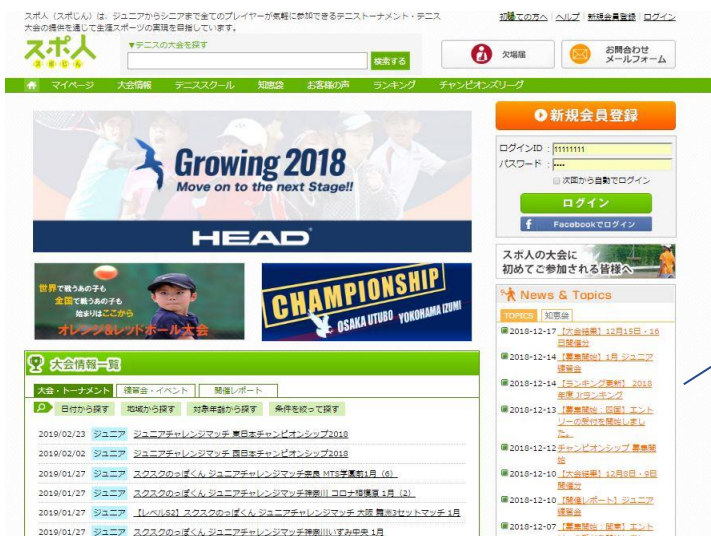 スポ人（スポじん）は、ジュニアからシニアまで全てのプレイヤーが気軽に参加できるテニストーナメント・テニス
大会の提供を通じて生涯スポーツの実現を目指しています。
初めての方へ | ヘルプ | 新規会員登録 | ログイン
スポ人
スポじん
▼テニスの大会を探す
検索する
欠場届
お問合わせ
メールフォーム
マイページ 大会情報 テニススクール 知恵袋 お客様の声 ランキング チャンピオンズリーグ
Growing 2018
Move on to the next Stage!!
HEAD
新規会員登録
ログインID : 11111111
パスワード : ••••
次回から自動でログイン
ログイン
f Facebookでログイン
スポ人の大会に
初めてご参加される皆様へ
世界で戦うあの子も
全国で戦うあの子も
始まりはここから
オレンジ&レッドボール大会
CHAMPIONSHIP
OSAKA UTUBO YOKOHAMA IZUMI
News & Topics
TOPICS 知恵袋
2018-12-17 【大会結果】12月15日・16
日開催分
2018-12-14 【募集開始】1月 ジュニア
練習会
2018-12-14 【ランキング更新】 2018
年度 Jrランキング
2018-12-13 【募集開始：四国】エント
リーの受付を開始しまし
た。
2018-12-12 チャンピオンシップ 募集開
始
2018-12-10 【大会結果】12月8日・9日
開催分
2018-12-10 【開催レポート】ジュニア
練習会
2018-12-07 【募集開始：関東】エント
大会情報一覧
大会・トーナメント 練習会・イベント 開催レポート
日付から探す 地域から探す 対象年齢から探す 条件を絞って探す
2019/02/23 ジュニア ジュニアチャレンジマッチ 東日本チャンピオンシップ2018
2019/02/02 ジュニア ジュニアチャレンジマッチ 西日本チャンピオンシップ2018
2019/01/27 ジュニア スクスクのっぽくん ジュニアチャレンジマッチ奈良 MTS学園前1月（6）
2019/01/27 ジュニア スクスクのっぽくん ジュニアチャレンジマッチ神奈川 コロナ相模原 1月（2）
2019/01/27 ジュニア 【レベルS2】スクスクのっぽくん ジュニアチャレンジマッチ 大阪 舞洲3セットマッチ 1月
2019/01/27 ジュニア スクスクのっぽくん ジュニアチャレンジマッチ神奈川いずみ中央 1月